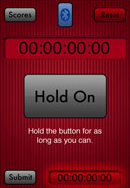 Scores
Reset
00:00:00:00
Hold On
Hold the button for as
long as you can.
Submit
00:00:00:00